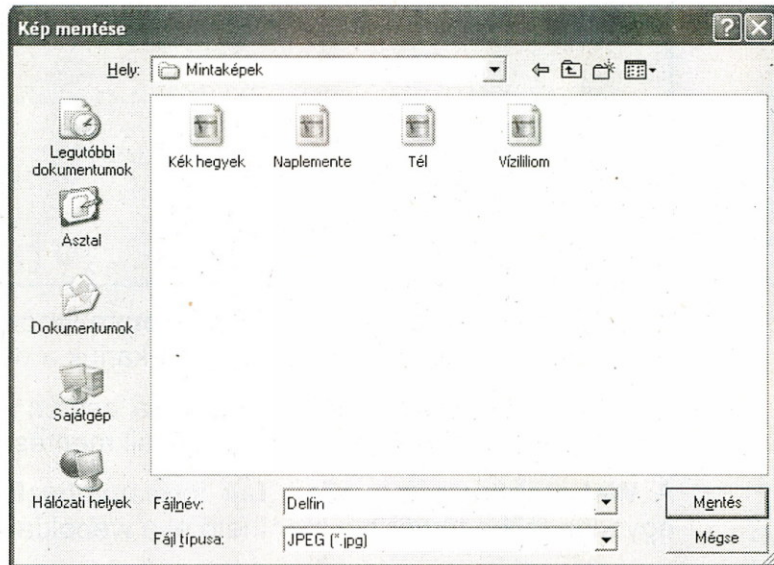 Kép mentése
Hely: Mintaképek
Legutóbbi
dokumentumok
Asztal
Dokumentumok
Sajátgép
Hálózati helyek
Kék hegyek
Naplemente
Tél
Vízililiom
Fájlnév: Delfin
Mentés
Fájl típusa: JPEG (*.jpg)
Mégse